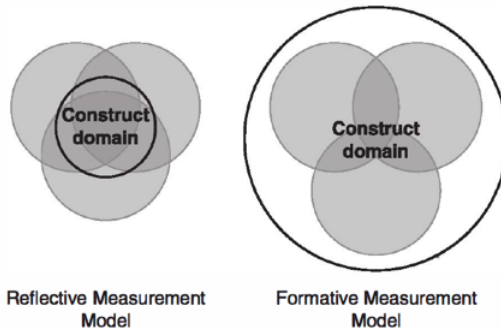 Construct
domain
Construct
domain
Reflective Measurement
Model
Formative Measurement
Model